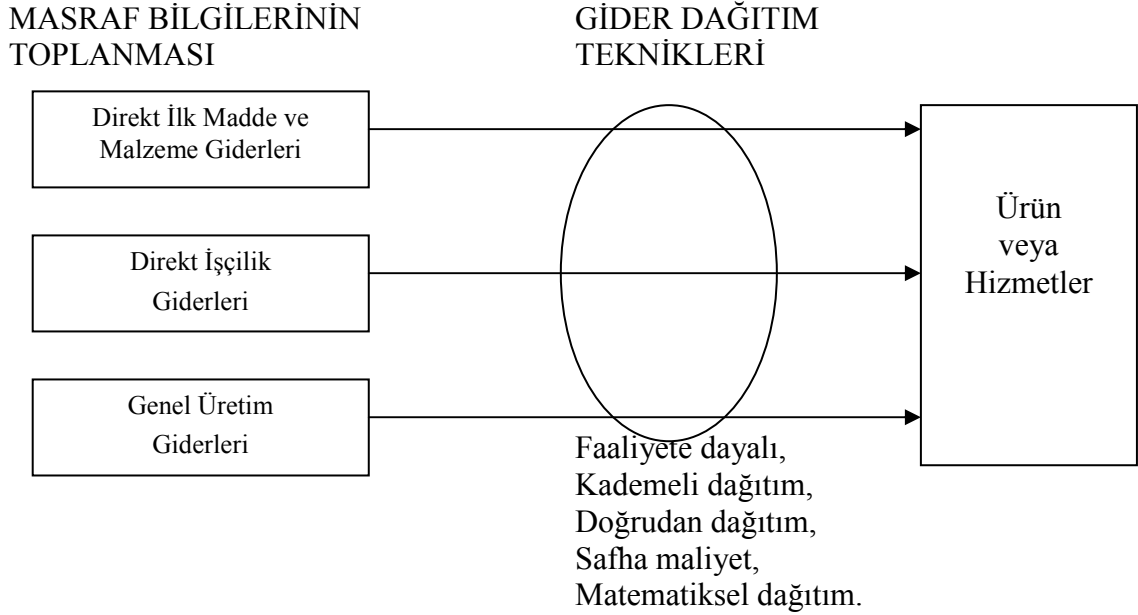 MASRAF BİLGİLERİNİN
TOPLANMASI
GİDER DAĞITIM
TEKNİKLERİ
Direkt İlk Madde ve
Malzeme Giderleri
Direkt İşçilik
Giderleri
Genel Üretim
Giderleri
Ürün
veya
Hizmetler
Faaliyete dayalı,
Kademeli dağıtım,
Doğrudan dağıtım,
Safha maliyet,
Matematiksel dağıtım.